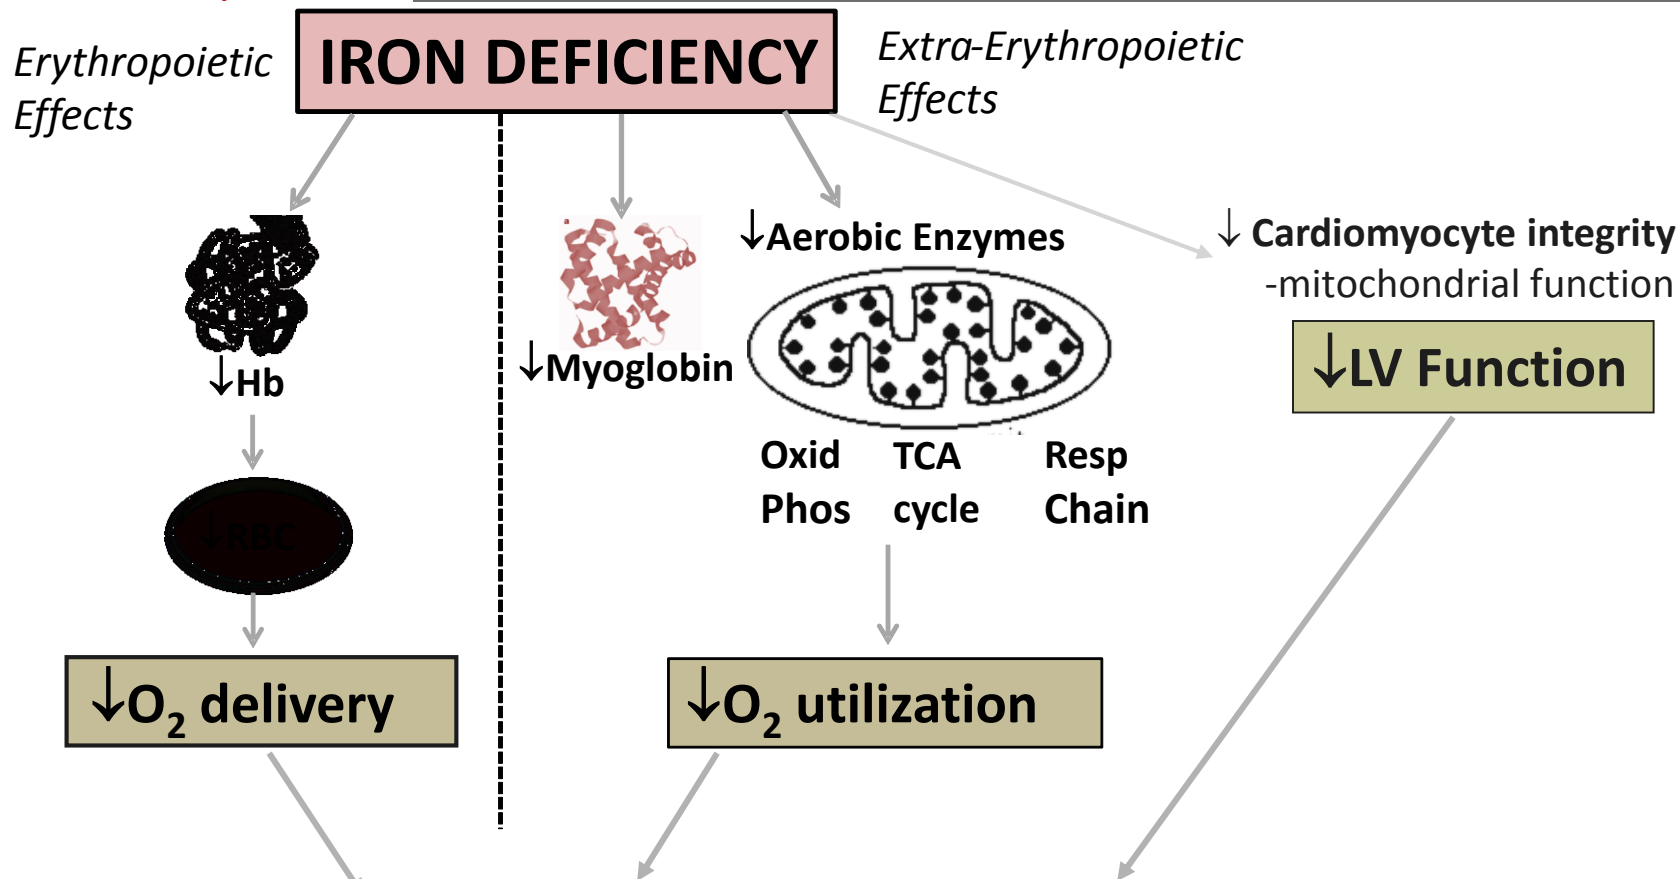 Erythropoietic
Effects
IRON DEFICIENCY
Extra-Erythropoietic
Effects
↓Hb
↓RBC
↓O₂ delivery
↓Myoglobin
↓Aerobic Enzymes
Oxid
Phos
TCA
cycle
Resp
Chain
↓O₂ utilization
↓ Cardiomyocyte integrity
-mitochondrial function
↓LV Function